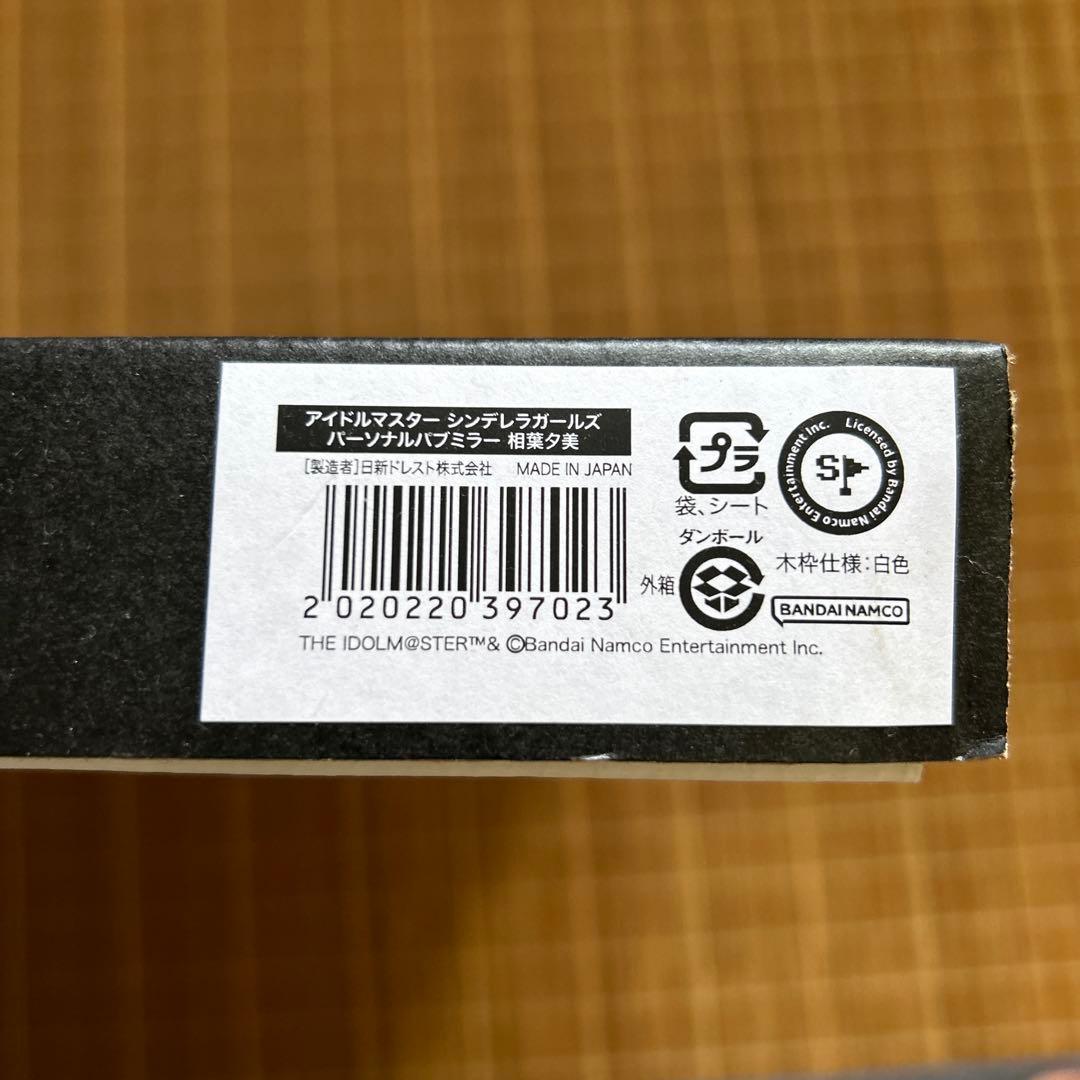 アイドルマスター シンデレラガールズ
パーソナルパブミラー 相葉夕美
[製造者]日新ドレスト株式会社 MADE IN JAPAN
2 020220 397023
THE IDOLM@STER™& ©Bandai Namco Entertainment Inc.
プラ
袋、シート
ダンボール
外箱
Licensed by Bandai Namco Entertainment Inc.
S
木枠仕様:白色
BANDAI NAMCO